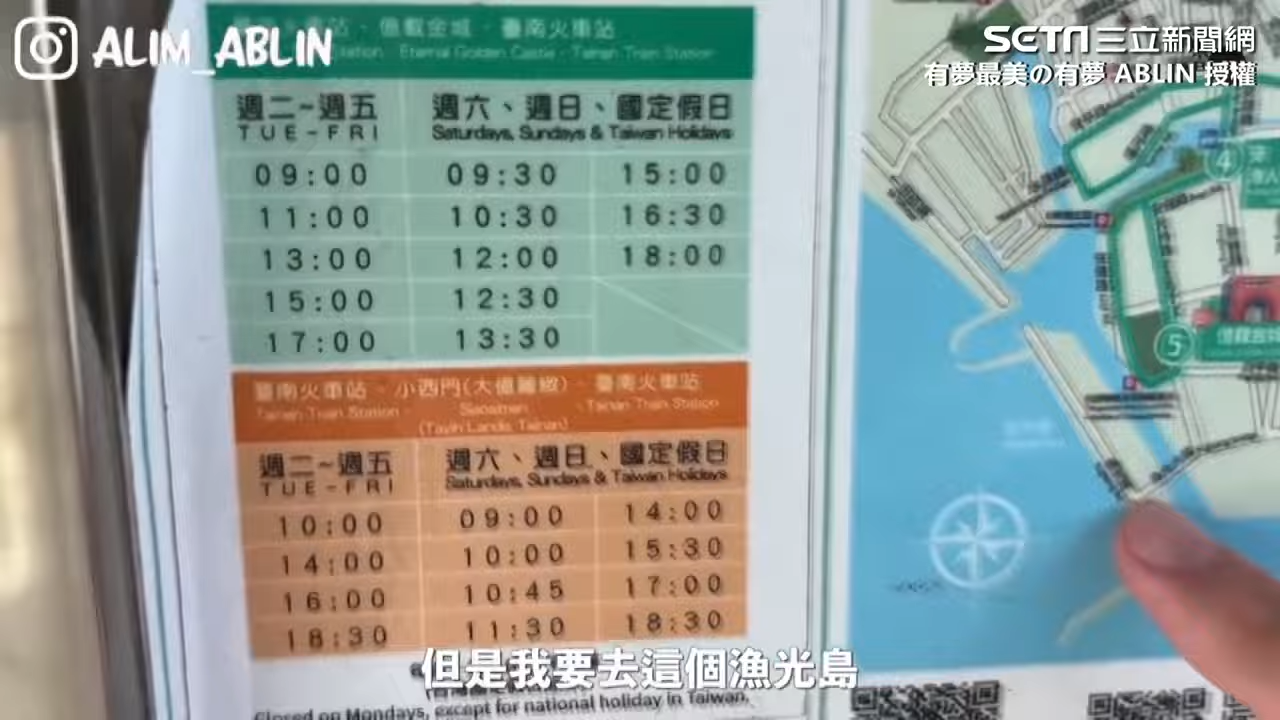 ALIM_ABLIN
SETN三立新聞網
有夢最美の有夢 ABLIN 授權
火車站 - 億載金城 - 臺南火車站
Station - Eternal Golden Castle - Tainan Train Station
週二~週五 週六、週日、國定假日
TUE-FRI Saturdays, Sundays & Taiwan Holidays
09:00 09:30 15:00
11:00 10:30 16:30
13:00 12:00 18:00
15:00 12:30
17:00 13:30
臺南火車站 - 小西門(大億麗緻) - 臺南火車站
Tainan Train Station - Siaosimen - Tainan Train Station
(Tayih Landis Tainan)
週二~週五 週六、週日、國定假日
TUE-FRI Saturdays, Sundays & Taiwan Holidays
10:00 09:00 14:00
14:00 10:00 15:30
16:00 10:45 17:00
18:30 11:30 18:30
Closed on Mondays, except for national holiday in Taiwan.
4
5
但是我要去這個漁光島